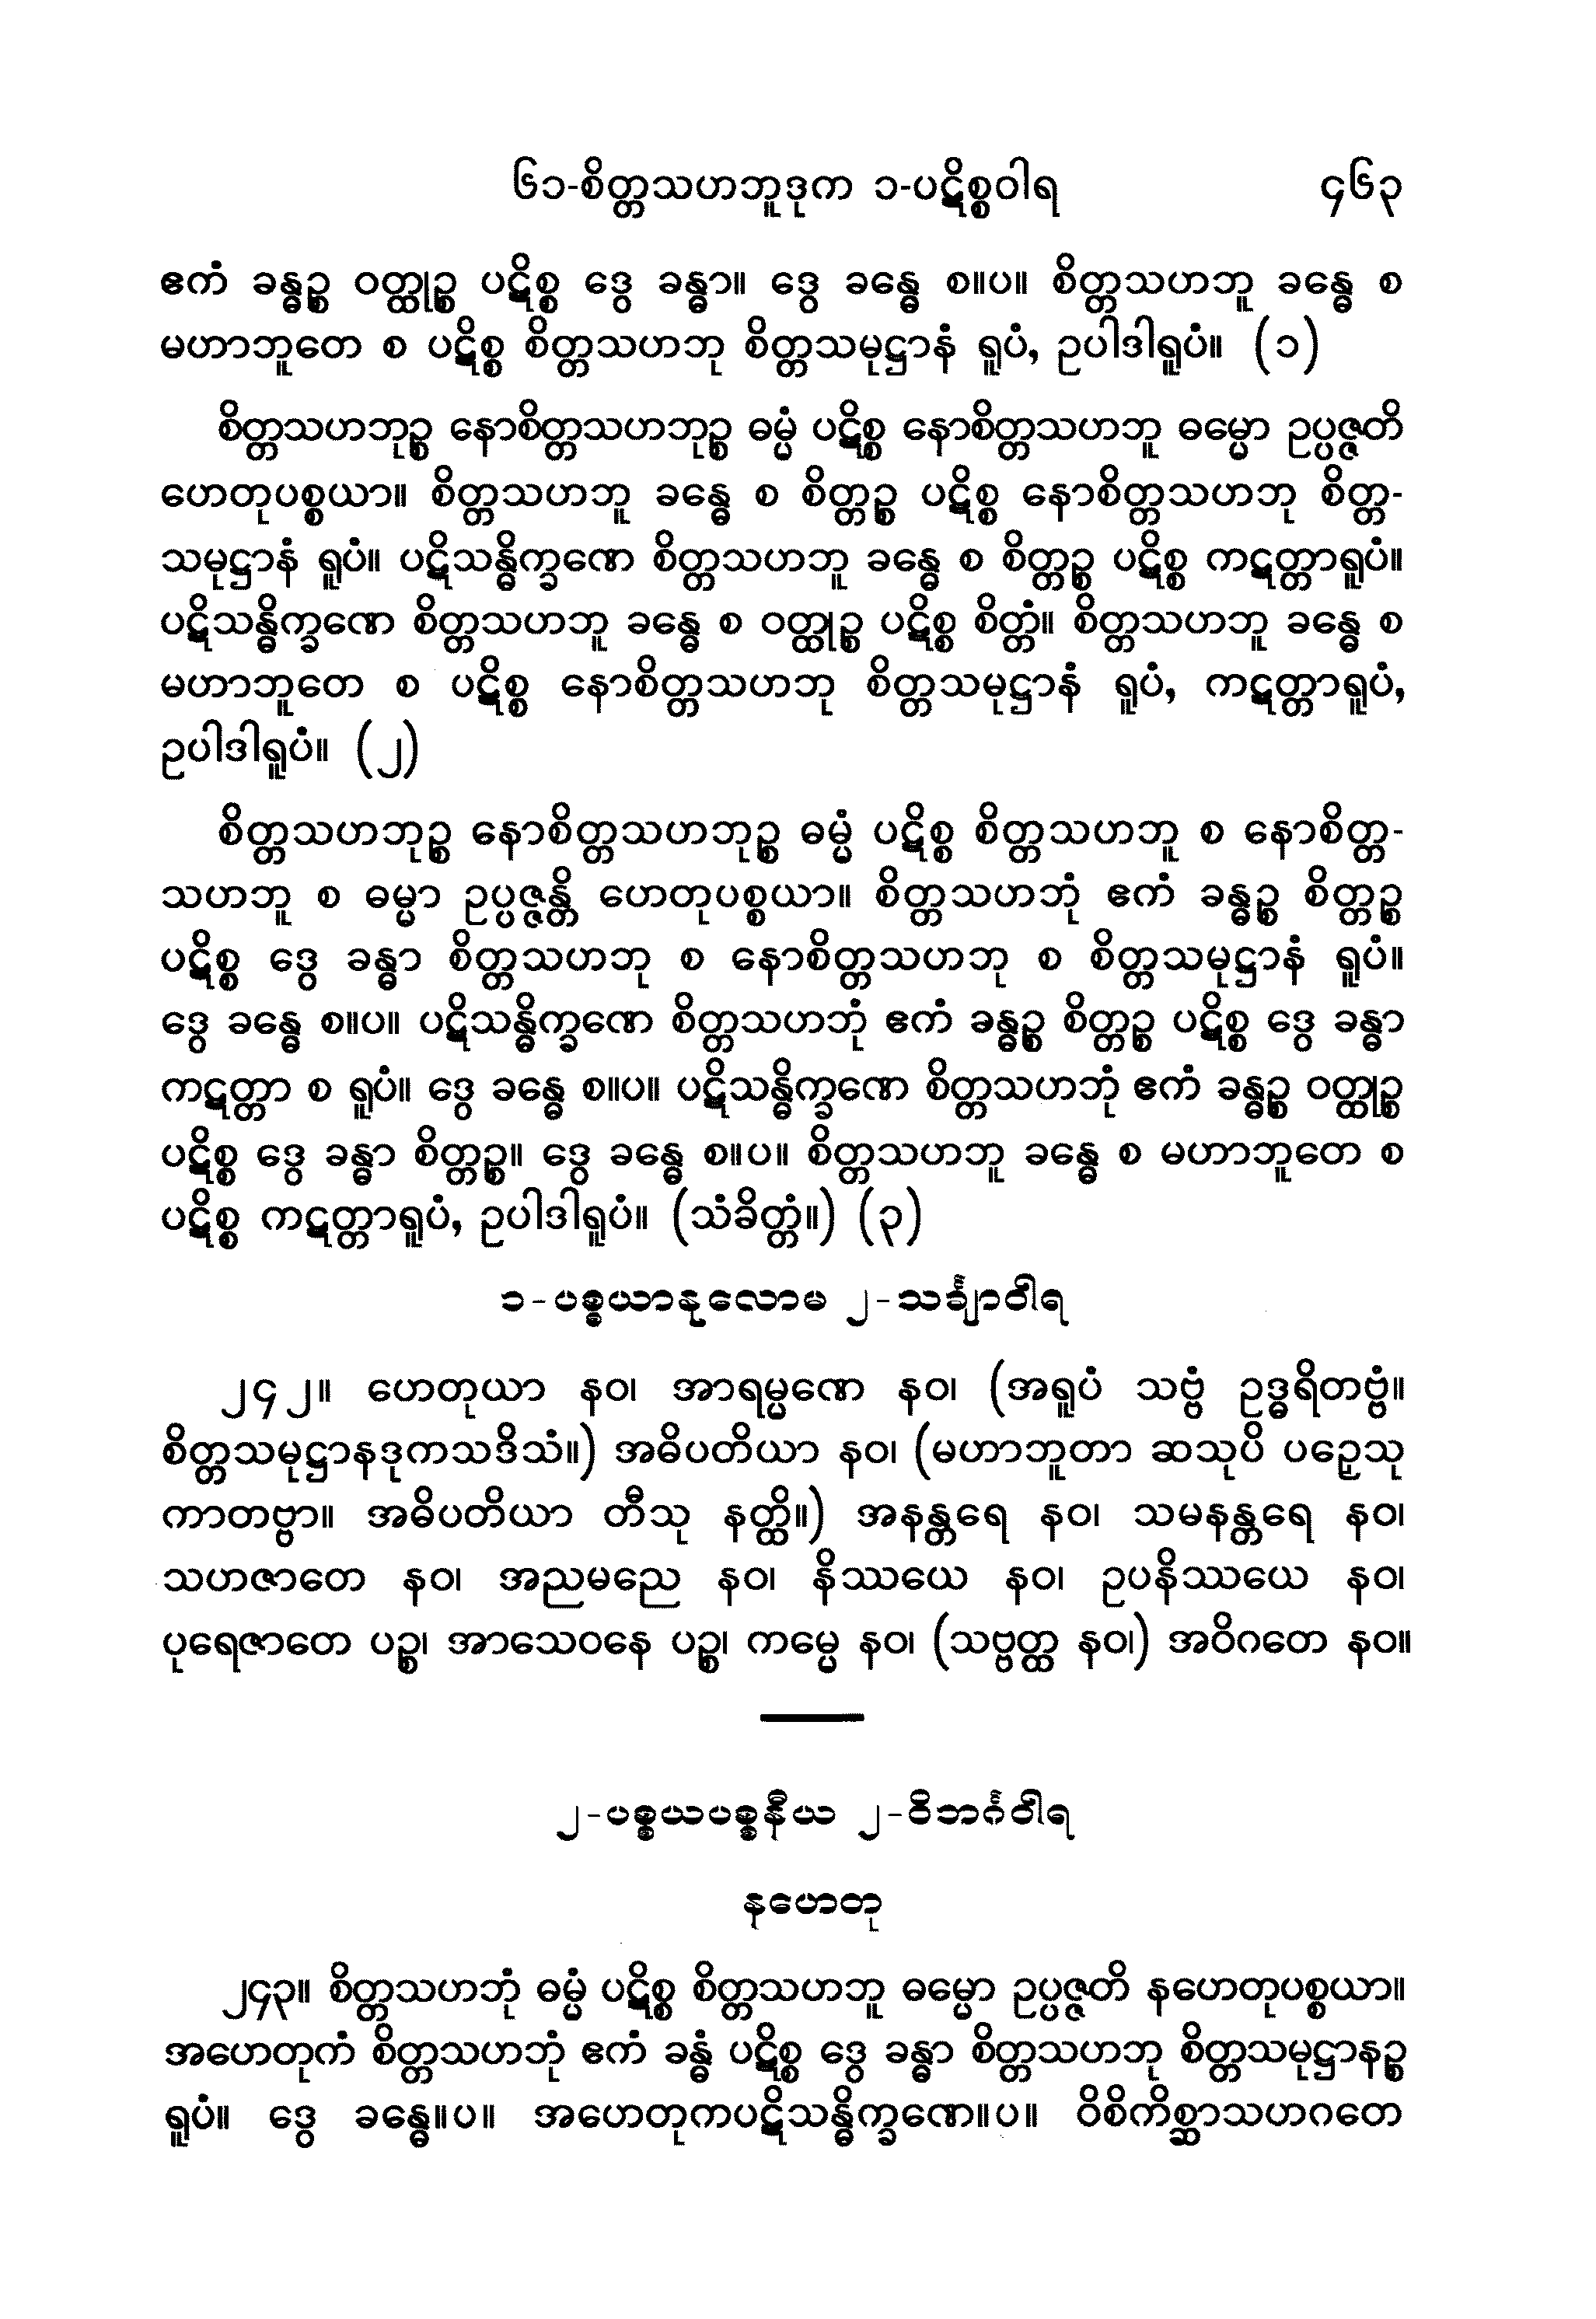 ၆၁-စိတ္တသဟဘူဒုက ၁-ပဋိစ္စဝါရ ၄၆၃
ဧကံ ခန္ဓဉ္စ ဝတ္ထုဉ္စ ပဋိစ္စ ဒွေ ခန္ဓာ။ ဒွေ ခန္ဓေ စ။ပ။ စိတ္တသဟဘူ ခန္ဓေ စ
မဟာဘူတေ စ ပဋိစ္စ စိတ္တသဟဘု စိတ္တသမုဋ္ဌာနံ ရူပံ, ဥပါဒါရူပံ။ (၁)
စိတ္တသဟဘုဉ္စ နောစိတ္တသဟဘုဉ္စ ဓမ္မံ ပဋိစ္စ နောစိတ္တသဟဘူ ဓမ္မော ဥပ္ပဇ္ဇတိ
ဟေတုပစ္စယာ။ စိတ္တသဟဘူ ခန္ဓေ စ စိတ္တဉ္စ ပဋိစ္စ နောစိတ္တသဟဘု စိတ္တ-
သမုဋ္ဌာနံ ရူပံ။ ပဋိသန္ဓိက္ခဏေ စိတ္တသဟဘူ ခန္ဓေ စ စိတ္တဉ္စ ပဋိစ္စ ကဋတ္တာရူပံ။
ပဋိသန္ဓိက္ခဏေ စိတ္တသဟဘူ ခန္ဓေ စ ဝတ္ထုဉ္စ ပဋိစ္စ စိတ္တံ။ စိတ္တသဟဘူ ခန္ဓေ စ
မဟာဘူတေ စ ပဋိစ္စ နောစိတ္တသဟဘု စိတ္တသမုဋ္ဌာနံ ရူပံ, ကဋတ္တာရူပံ,
ဥပါဒါရူပံ။ (၂)
စိတ္တသဟဘုဉ္စ နောစိတ္တသဟဘုဉ္စ ဓမ္မံ ပဋိစ္စ စိတ္တသဟဘူ စ နောစိတ္တ-
သဟဘူ စ ဓမ္မာ ဥပ္ပဇ္ဇန္တိ ဟေတုပစ္စယာ။ စိတ္တသဟဘုံ ဧကံ ခန္ဓဉ္စ စိတ္တဉ္စ
ပဋိစ္စ ဒွေ ခန္ဓာ စိတ္တသဟဘု စ နောစိတ္တသဟဘု စ စိတ္တသမုဋ္ဌာနံ ရူပံ။
ဒွေ ခန္ဓေ စ။ပ။ ပဋိသန္ဓိက္ခဏေ စိတ္တသဟဘုံ ဧကံ ခန္ဓဉ္စ စိတ္တဉ္စ ပဋိစ္စ ဒွေ ခန္ဓာ
ကဋတ္တာ စ ရူပံ။ ဒွေ ခန္ဓေ စ။ပ။ ပဋိသန္ဓိက္ခဏေ စိတ္တသဟဘုံ ဧကံ ခန္ဓဉ္စ ဝတ္ထုဉ္စ
ပဋိစ္စ ဒွေ ခန္ဓာ စိတ္တဉ္စ။ ဒွေ ခန္ဓေ စ။ပ။ စိတ္တသဟဘူ ခန္ဓေ စ မဟာဘူတေ စ
ပဋိစ္စ ကဋတ္တာရူပံ, ဥပါဒါရူပံ။ (သံခိတ္တံ။) (၃)
၁-ပစ္စယာနုလောမ ၂-သင်္ချာဝါရ
၂၄၂။ ဟေတုယာ နဝ၊ အာရမ္မဏေ နဝ၊ (အရူပံ သဗ္ဗံ ဥဒ္ဓရိတဗ္ဗံ။
စိတ္တသမုဋ္ဌာနဒုကသဒိသံ။) အဓိပတိယာ နဝ၊ (မဟာဘူတာ ဆသုပိ ပဉှေသု
ကာတဗ္ဗာ။ အဓိပတိယာ တီသု နတ္ထိ။) အနန္တရေ နဝ၊ သမနန္တရေ နဝ၊
သဟဇာတေ နဝ၊ အညမညေ နဝ၊ နိဿယေ နဝ၊ ဥပနိဿယေ နဝ၊
ပုရေဇာတေ ပဉ္စ၊ အာသေဝနေ ပဉ္စ၊ ကမ္မေ နဝ၊ (သဗ္ဗတ္ထ နဝ၊) အဝိဂတေ နဝ။
၂-ပစ္စယပစ္စနီယ ၂-ဝိဘင်္ဂဝါရ
နဟေတု
၂၄၃။ စိတ္တသဟဘုံ ဓမ္မံ ပဋိစ္စ စိတ္တသဟဘူ ဓမ္မော ဥပ္ပဇ္ဇတိ နဟေတုပစ္စယာ။
အဟေတုကံ စိတ္တသဟဘုံ ဧကံ ခန္ဓံ ပဋိစ္စ ဒွေ ခန္ဓာ စိတ္တသဟဘု စိတ္တသမုဋ္ဌာနဉ္စ
ရူပံ။ ဒွေ ခန္ဓေ။ပ။ အဟေတုကပဋိသန္ဓိက္ခဏေ။ပ။ ဝိစိကိစ္ဆာသဟဂတေ